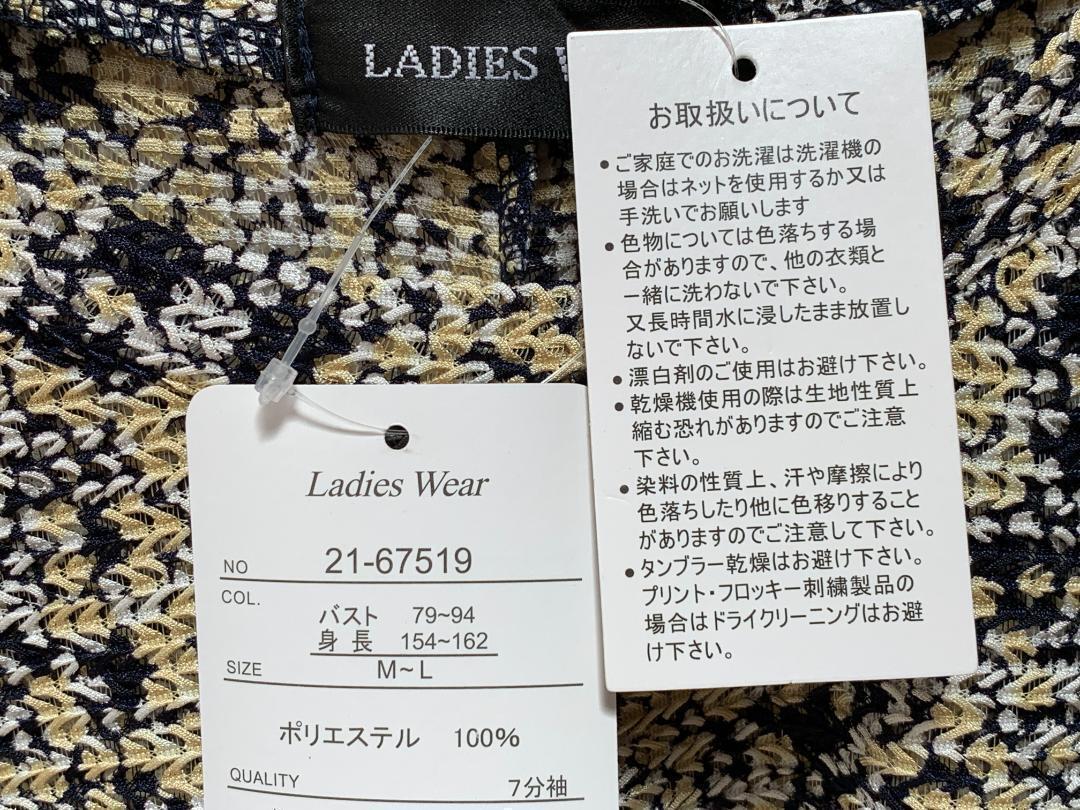 LADIES
お取扱いについて
•ご家庭でのお洗濯は洗濯機の
場合はネットを使用するか又は
手洗いでお願いします
•色物については色落ちする場
合がありますので、他の衣類と
一緒に洗わないで下さい。
又長時間水に浸したまま放置し
ないで下さい。
•漂白剤のご使用はお避け下さい。
•乾燥機使用の際は生地性質上
縮む恐れがありますのでご注意
下さい。
•染料の性質上、汗や摩擦により
色落ちしたり他に色移りすること
がありますのでご注意して下さい。
•タンブラー乾燥はお避け下さい。
プリント・フロッキー刺繍製品の
場合はドライクリーニングはお避
け下さい。
Ladies Wear
NO 21-67519
COL.
バスト 79~94
身長 154~162
SIZE M~L
ポリエステル 100%
QUALITY 7分袖